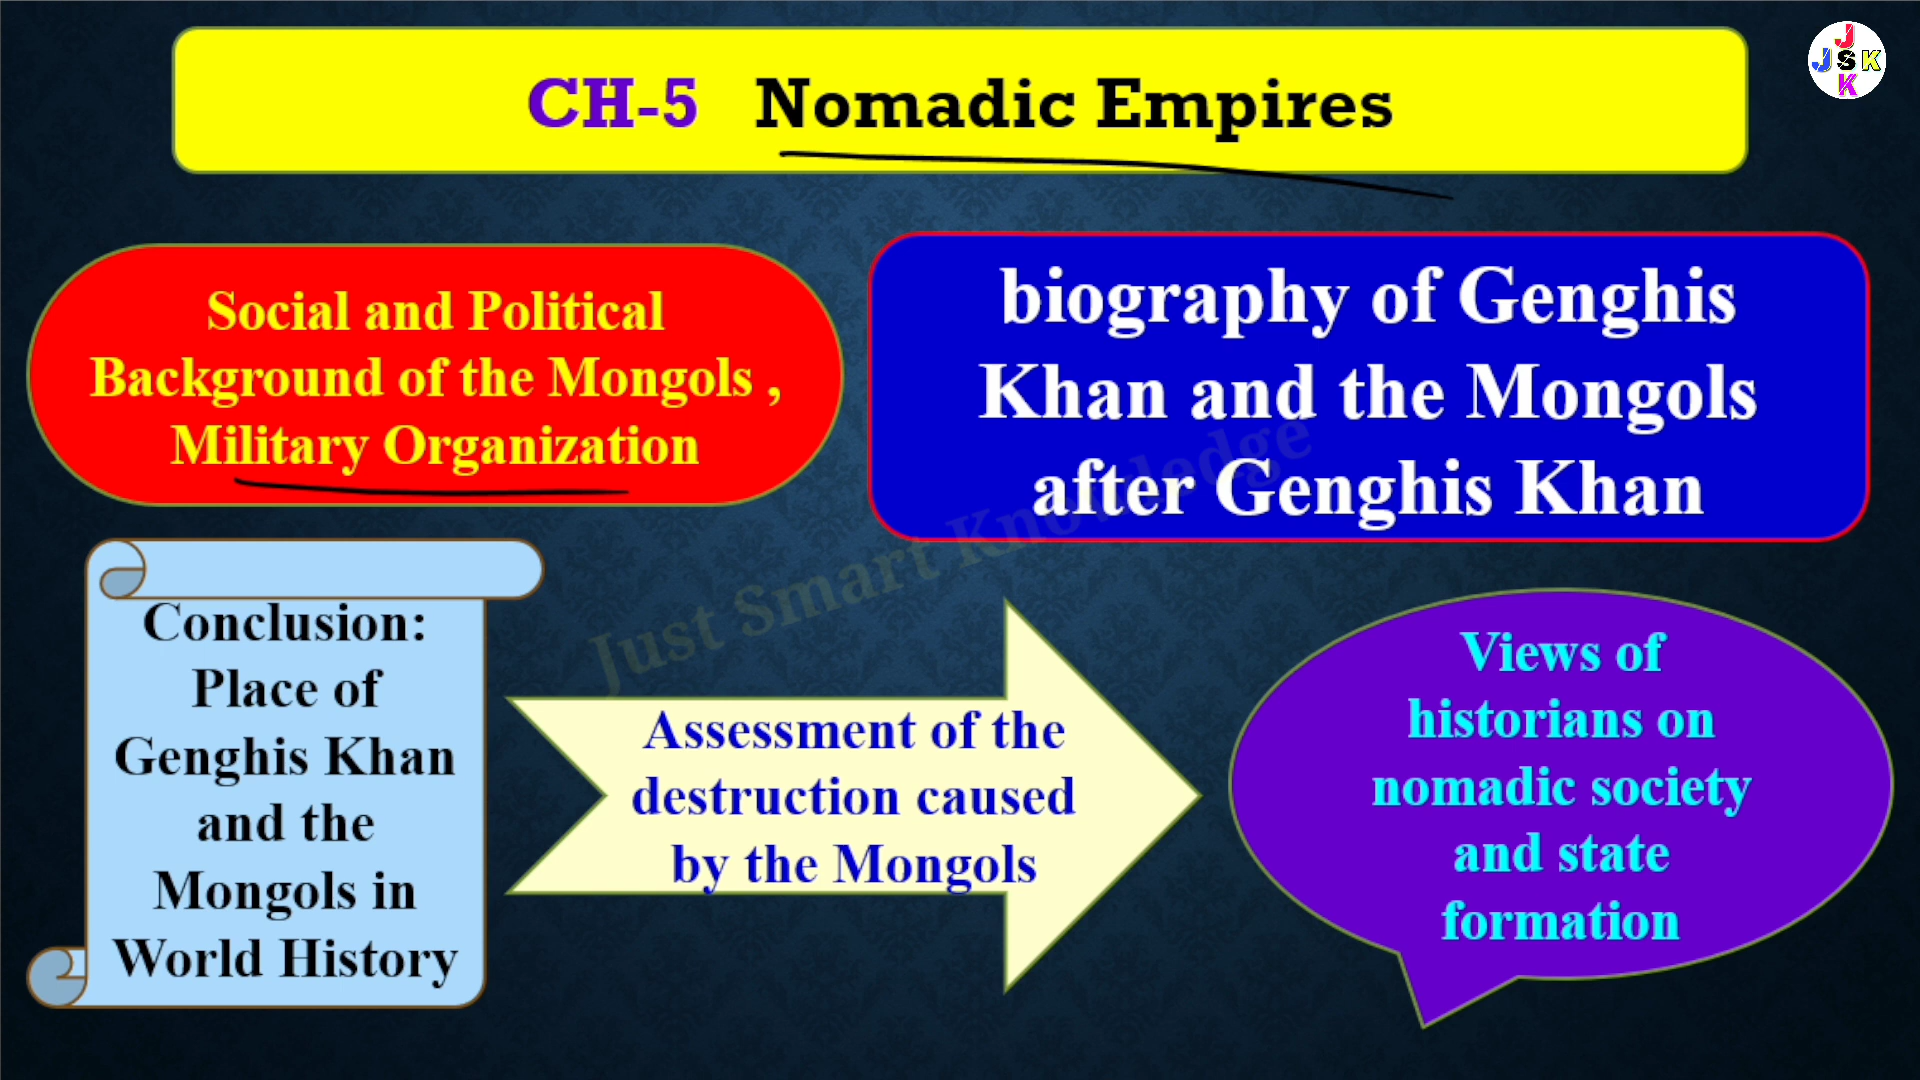 CH-5 Nomadic Empires
J
J S K
K
Social and Political
Background of the Mongols ,
Military Organization
biography of Genghis
Khan and the Mongols
after Genghis Khan
Just Smart Knowledge
Conclusion:
Place of
Genghis Khan
and the
Mongols in
World History
Assessment of the
destruction caused
by the Mongols
Views of
historians on
nomadic society
and state
formation